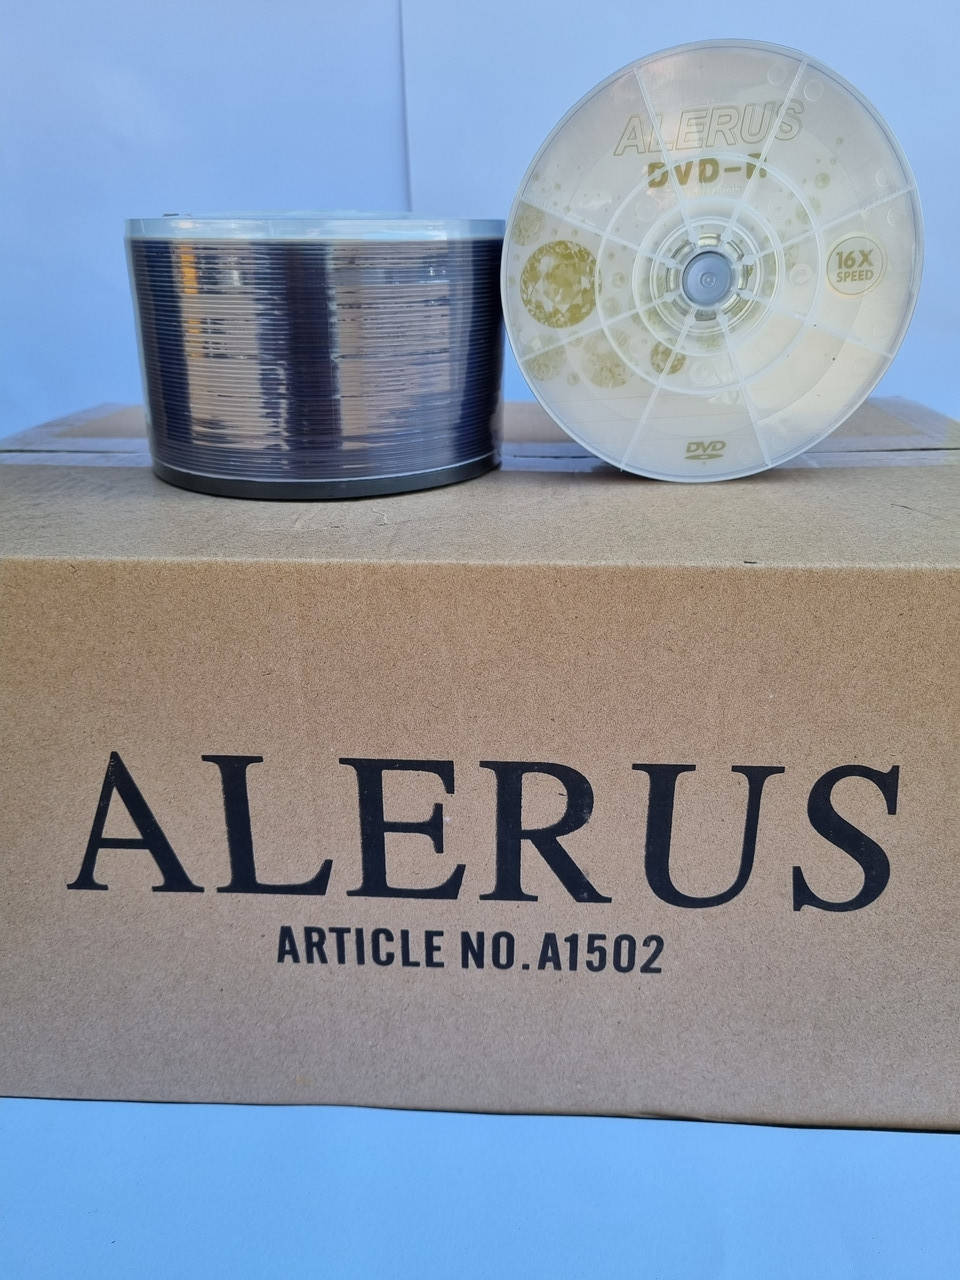 ALERUS
DVD-R
16X
SPEED
DVD
ALERUS
ARTICLE NO.A1502